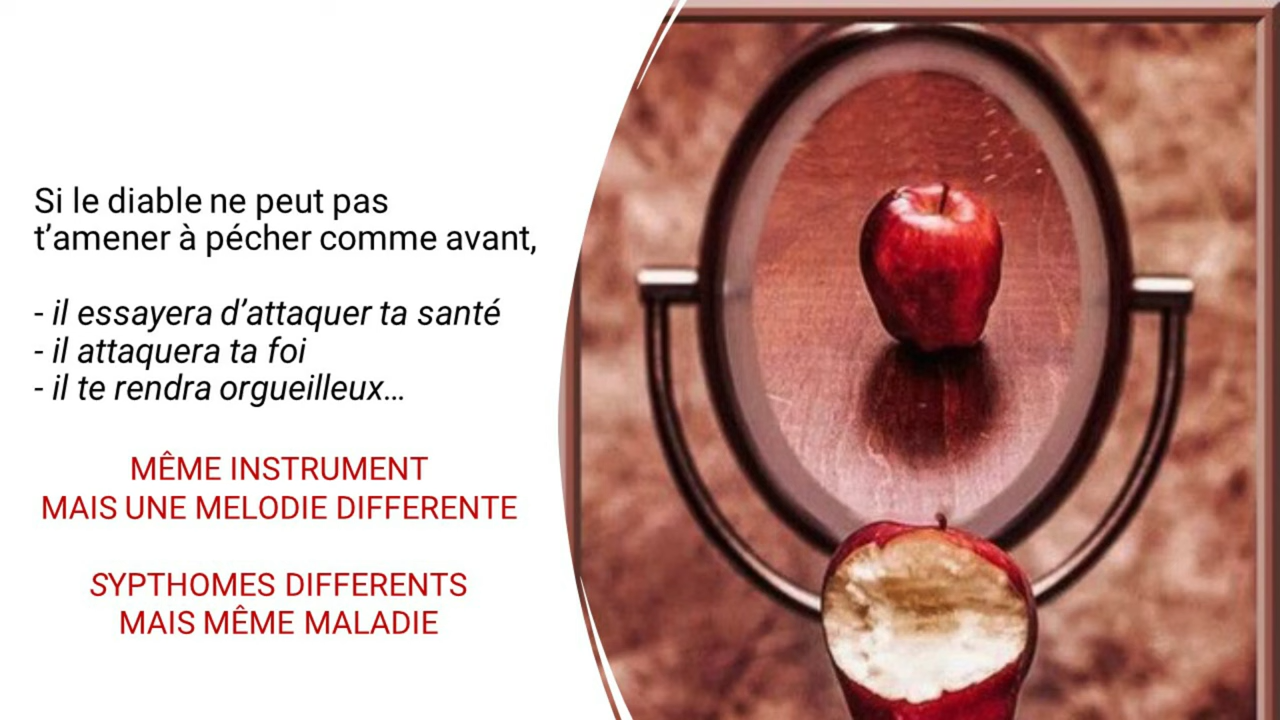 Si le diable ne peut pas
t’amener à pécher comme avant,
- il essayera d’attaquer ta santé
- il attaquera ta foi
- il te rendra orgueilleux…
MÊME INSTRUMENT
MAIS UNE MELODIE DIFFERENTE
SYPTHOMES DIFFERENTS
MAIS MÊME MALADIE